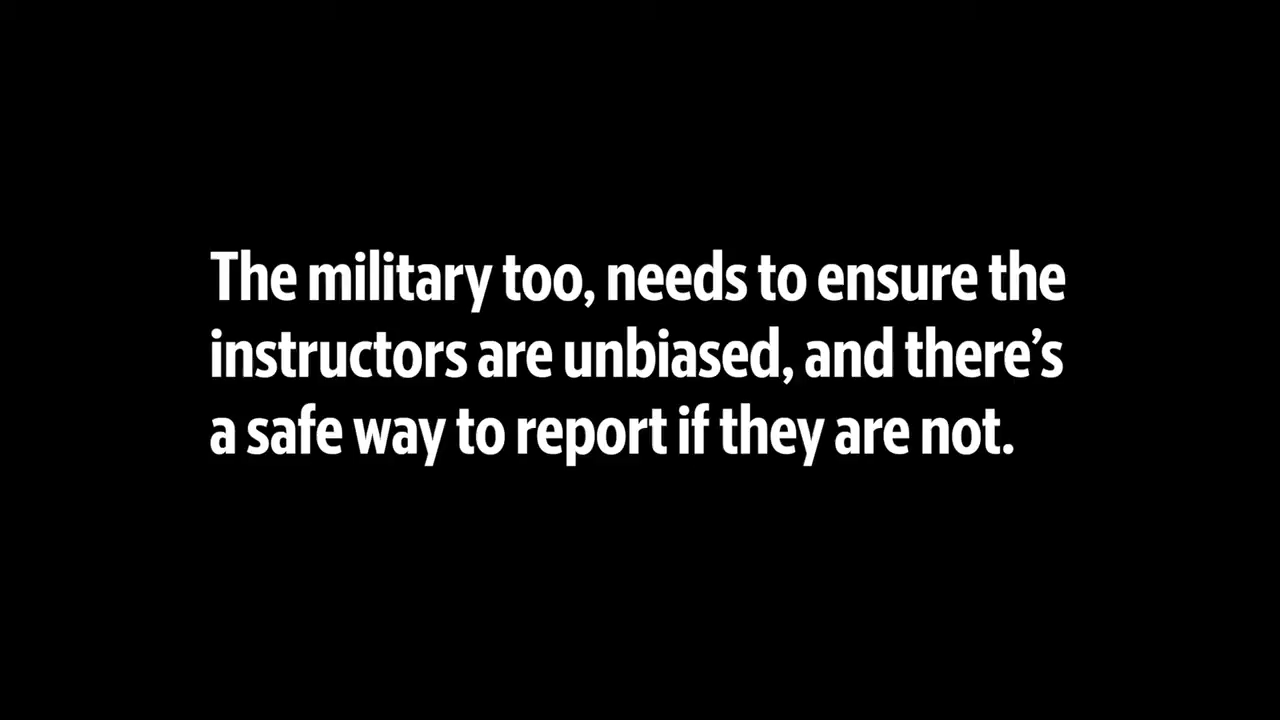 The military too, needs to ensure the
instructors are unbiased, and there’s
a safe way to report if they are not.